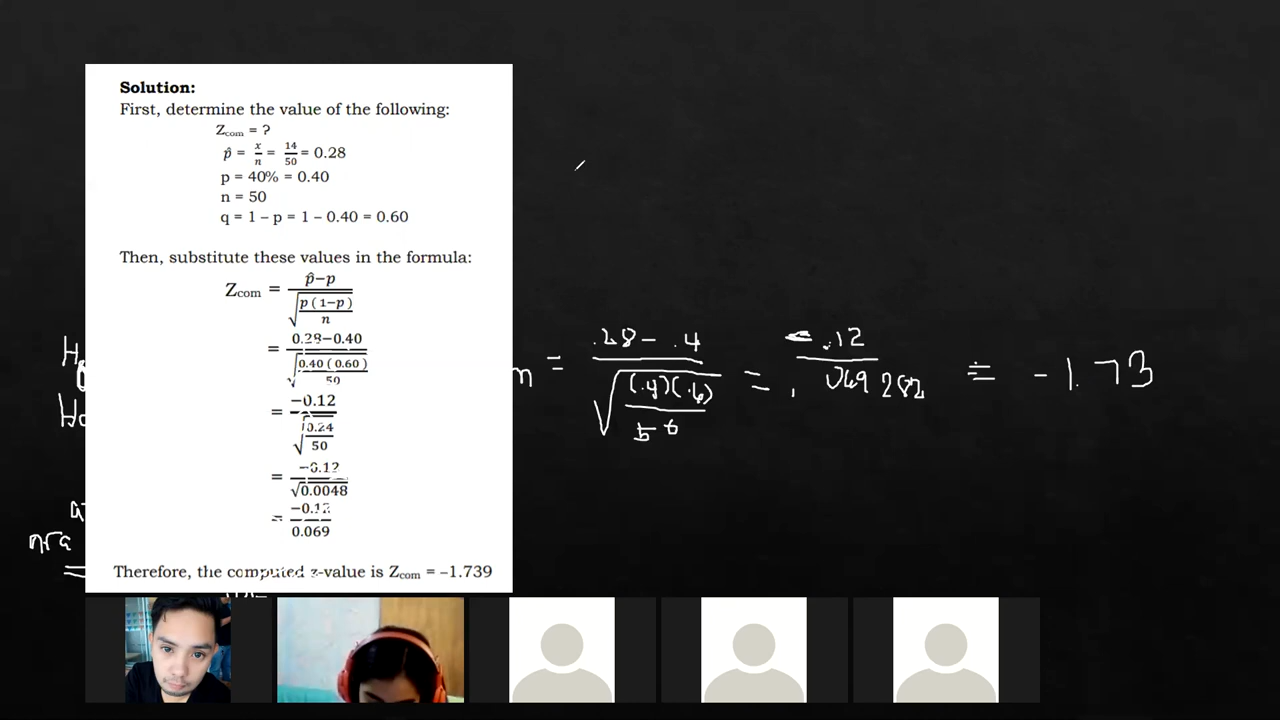 Solution:
First, determine the value of the following:
Zcom = ?
p̂ = x/n = 14/50 = 0.28
p = 40% = 0.40
n = 50
q = 1 – p = 1 – 0.40 = 0.60
Then, substitute these values in the formula:
Zcom = p̂−p / √(p(1−p)/n)
= 0.28−0.40 / √(0.40(0.60)/50)
= −0.12 / √(0.24/50)
= −0.12 / √0.0048
= −0.12 / 0.069
Therefore, the computed z-value is Zcom = –1.739
n = .28 - .4 / √((.4)(.6)/50) = -.12 / .069282 = -1.73